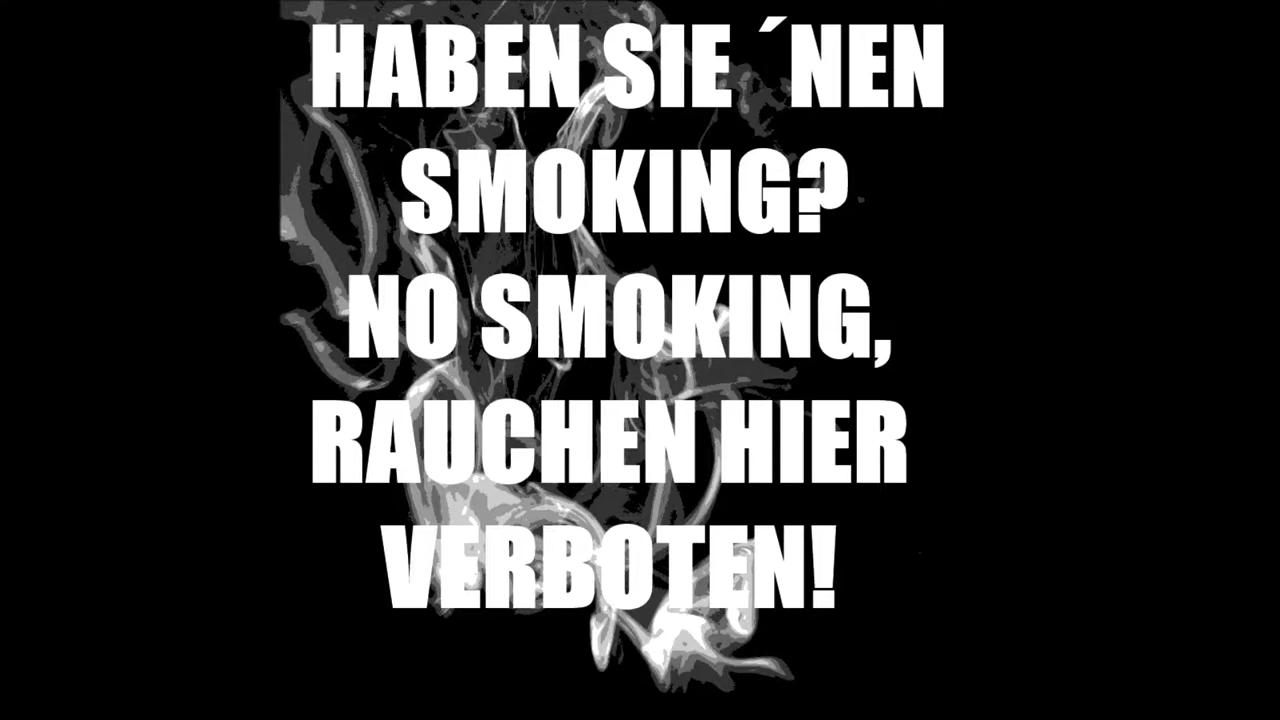 HABEN SIE ´NEN
SMOKING?
NO SMOKING,
RAUCHEN HIER
VERBOTEN!